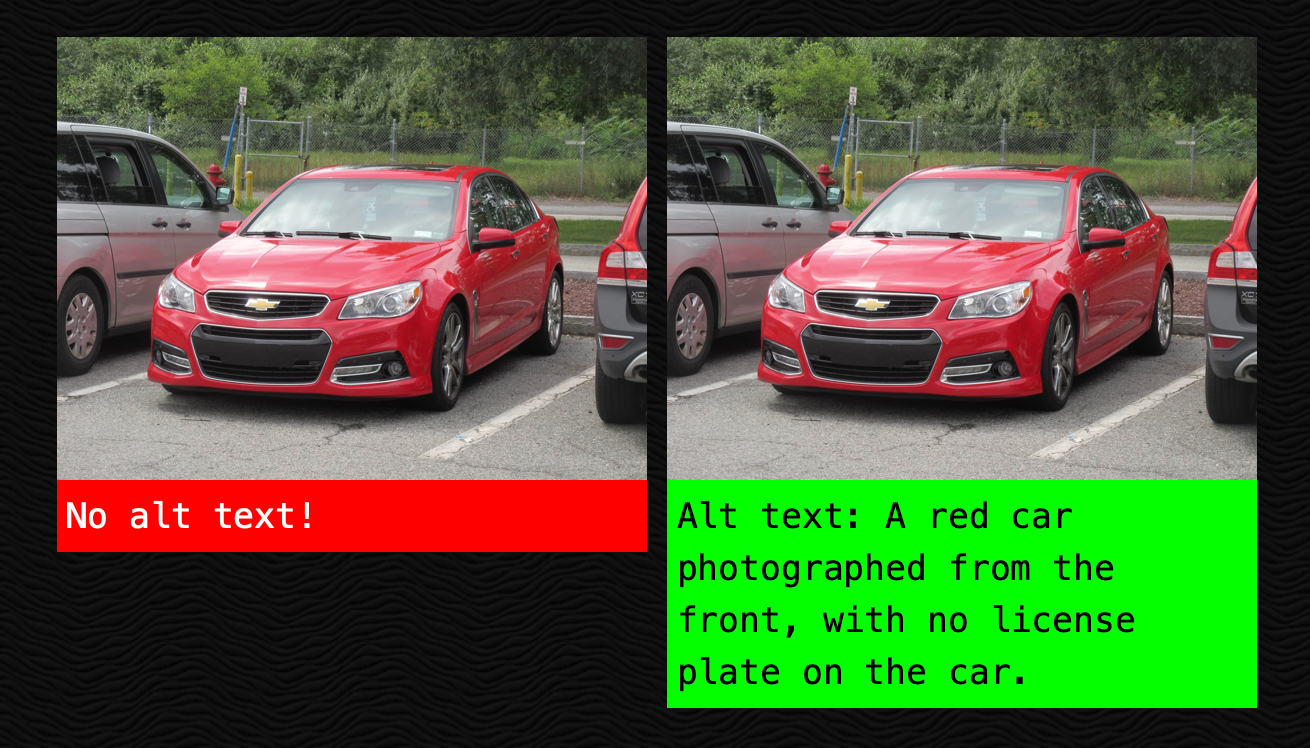 No alt text!
Alt text: A red car
photographed from the
front, with no license
plate on the car.